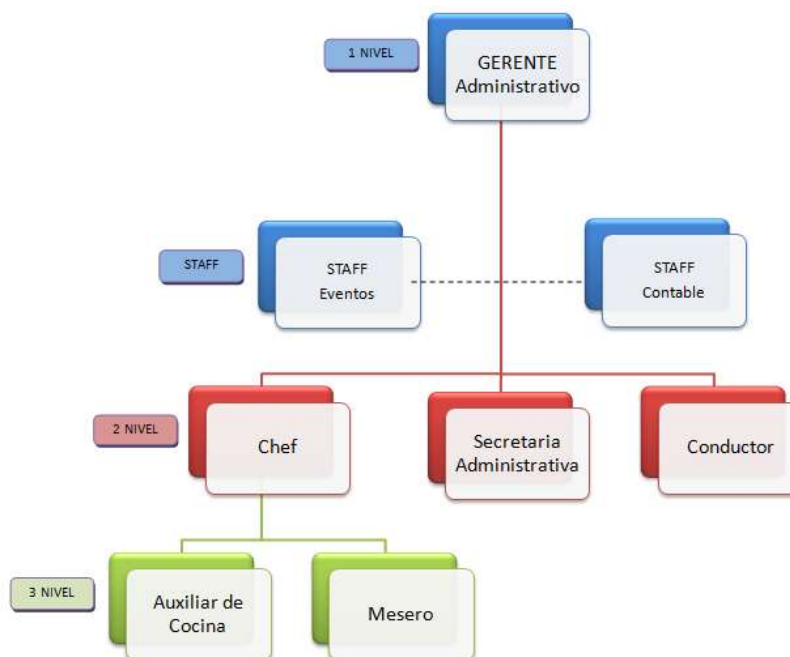 1 NIVEL
GERENTE
Administrativo
STAFF
STAFF
Eventos
STAFF
Contable
2 NIVEL
Chef
Secretaria
Administrativa
Conductor
3 NIVEL
Auxiliar de
Cocina
Mesero